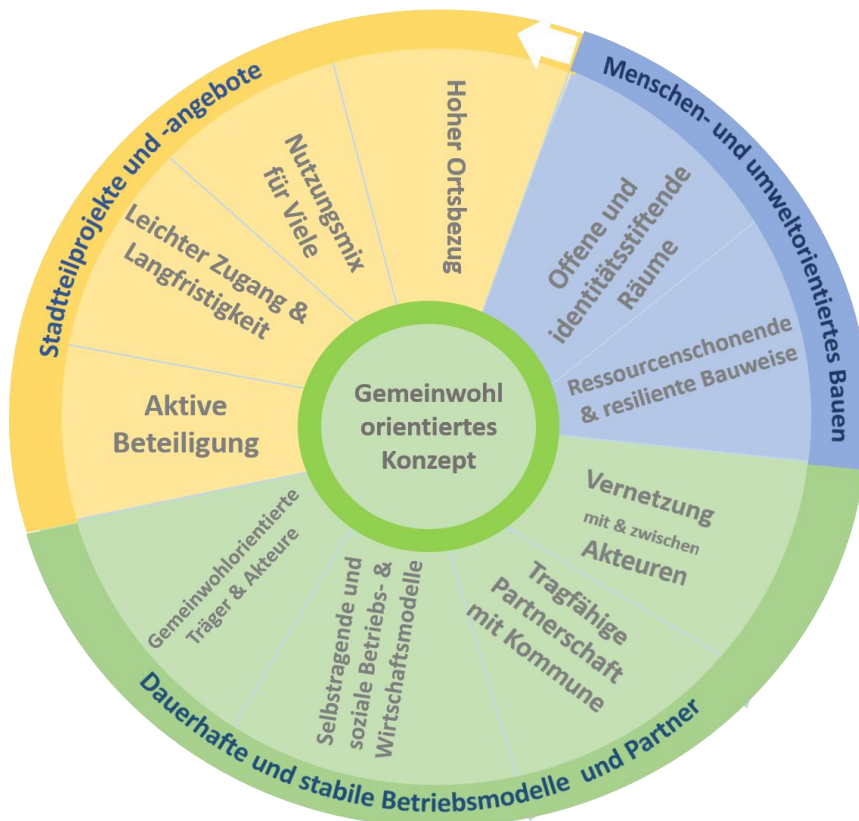 Stadtteilprojekte und -angebote
Menschen- und umweltorientiertes Bauen
Hoher Ortsbezug
Nutzungsmix
für Viele
Leichter Zugang &
Langfristigkeit
Aktive
Beteiligung
Offene und
identitätsstiftende
Räume
Ressourcenschonende
& resiliente Bauweise
Gemeinwohl
orientiertes
Konzept
Vernetzung
mit & zwischen
Akteuren
Tragfähige
Partnerschaft
mit Kommune
Selbstragende und
soziale Betriebs- &
Wirtschaftsmodelle
Gemeinwohlorientierte
Träger & Akteure
Dauerhafte und stabile Betriebsmodelle und Partner